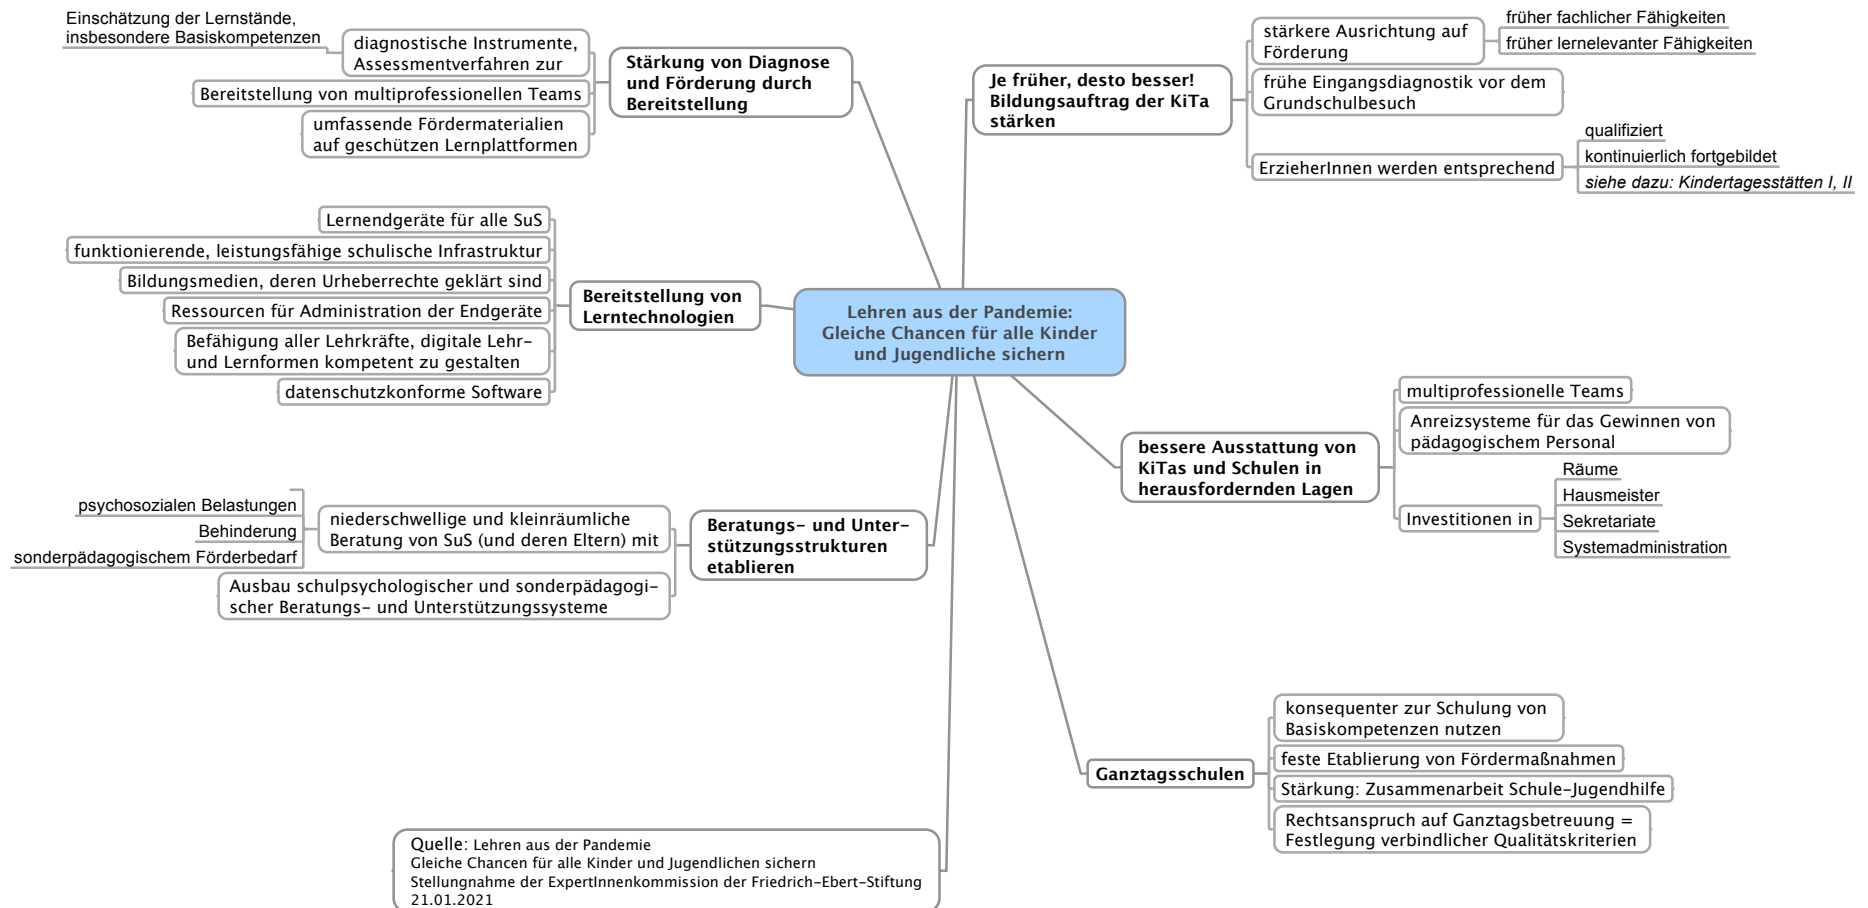 Lehren aus der Pandemie:
Gleiche Chancen für alle Kinder
und Jugendliche sichern
Stärkung von Diagnose
und Förderung durch
Bereitstellung
diagnostische Instrumente,
Assessmentverfahren zur
Einschätzung der Lernstände,
insbesondere Basiskompetenzen
Bereitstellung von multiprofessionellen Teams
umfassende Fördermaterialien
auf geschützen Lernplattformen
Bereitstellung von
Lerntechnologien
Lernendgeräte für alle SuS
funktionierende, leistungsfähige schulische Infrastruktur
Bildungsmedien, deren Urheberrechte geklärt sind
Ressourcen für Administration der Endgeräte
Befähigung aller Lehrkräfte, digitale Lehr-
und Lernformen kompetent zu gestalten
datenschutzkonforme Software
Beratungs- und Unter-
stützungsstrukturen
etablieren
niederschwellige und kleinräumliche
Beratung von SuS (und deren Eltern) mit
psychosozialen Belastungen
Behinderung
sonderpädagogischem Förderbedarf
Ausbau schulpsychologischer und sonderpädagogi-
scher Beratungs- und Unterstützungssysteme
Quelle: Lehren aus der Pandemie
Gleiche Chancen für alle Kinder und Jugendlichen sichern
Stellungnahme der ExpertInnenkommission der Friedrich-Ebert-Stiftung
21.01.2021
Je früher, desto besser!
Bildungsauftrag der KiTa
stärken
stärkere Ausrichtung auf
Förderung
früher fachlicher Fähigkeiten
früher lernelevanter Fähigkeiten
frühe Eingangsdiagnostik vor dem
Grundschulbesuch
ErzieherInnen werden entsprechend
qualifiziert
kontinuierlich fortgebildet
siehe dazu: Kindertagesstätten I, II
bessere Ausstattung von
KiTas und Schulen in
herausfordernden Lagen
multiprofessionelle Teams
Anreizsysteme für das Gewinnen von
pädagogischem Personal
Investitionen in
Räume
Hausmeister
Sekretariate
Systemadministration
Ganztagsschulen
konsequenter zur Schulung von
Basiskompetenzen nutzen
feste Etablierung von Fördermaßnahmen
Stärkung: Zusammenarbeit Schule-Jugendhilfe
Rechtsanspruch auf Ganztagsbetreuung =
Festlegung verbindlicher Qualitätskriterien